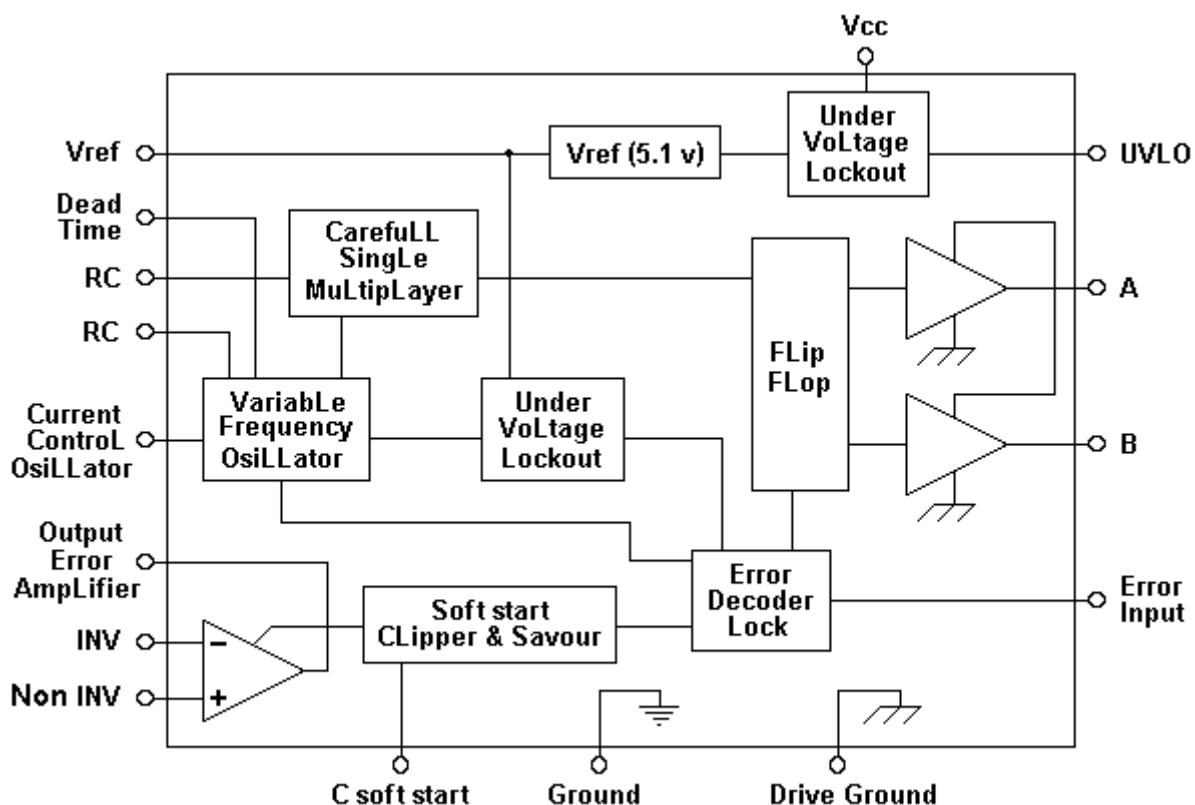 Vcc
Under
VoLtage
Lockout
Vref
Vref (5.1 v)
UVLO
Dead
Time
CarefuLL
SingLe
MuLtipLayer
RC
A
RC
FLip
FLop
VariabLe
Frequency
OsiLLator
Under
VoLtage
Lockout
Current
ControL
OsiLLator
B
Output
Error
AmpLifier
Error
Decoder
Lock
Error
Input
Soft start
CLipper & Savour
INV
−
Non INV
+
C soft start
Ground
Drive Ground